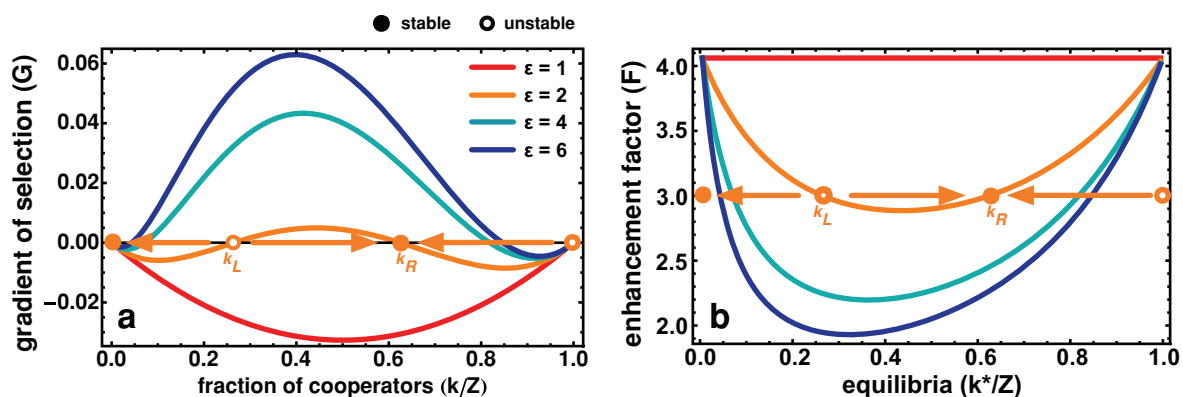 stable unstable
gradient of selection (G)
0.06
0.04
0.02
0.00
−0.02
ε = 1
ε = 2
ε = 4
ε = 6
k_L
k_R
a
0.0 0.2 0.4 0.6 0.8 1.0
fraction of cooperators (k/Z)
enhancement factor (F)
4.0
3.5
3.0
2.5
2.0
k_L
k_R
b
0.0 0.2 0.4 0.6 0.8 1.0
equilibria (k*/Z)